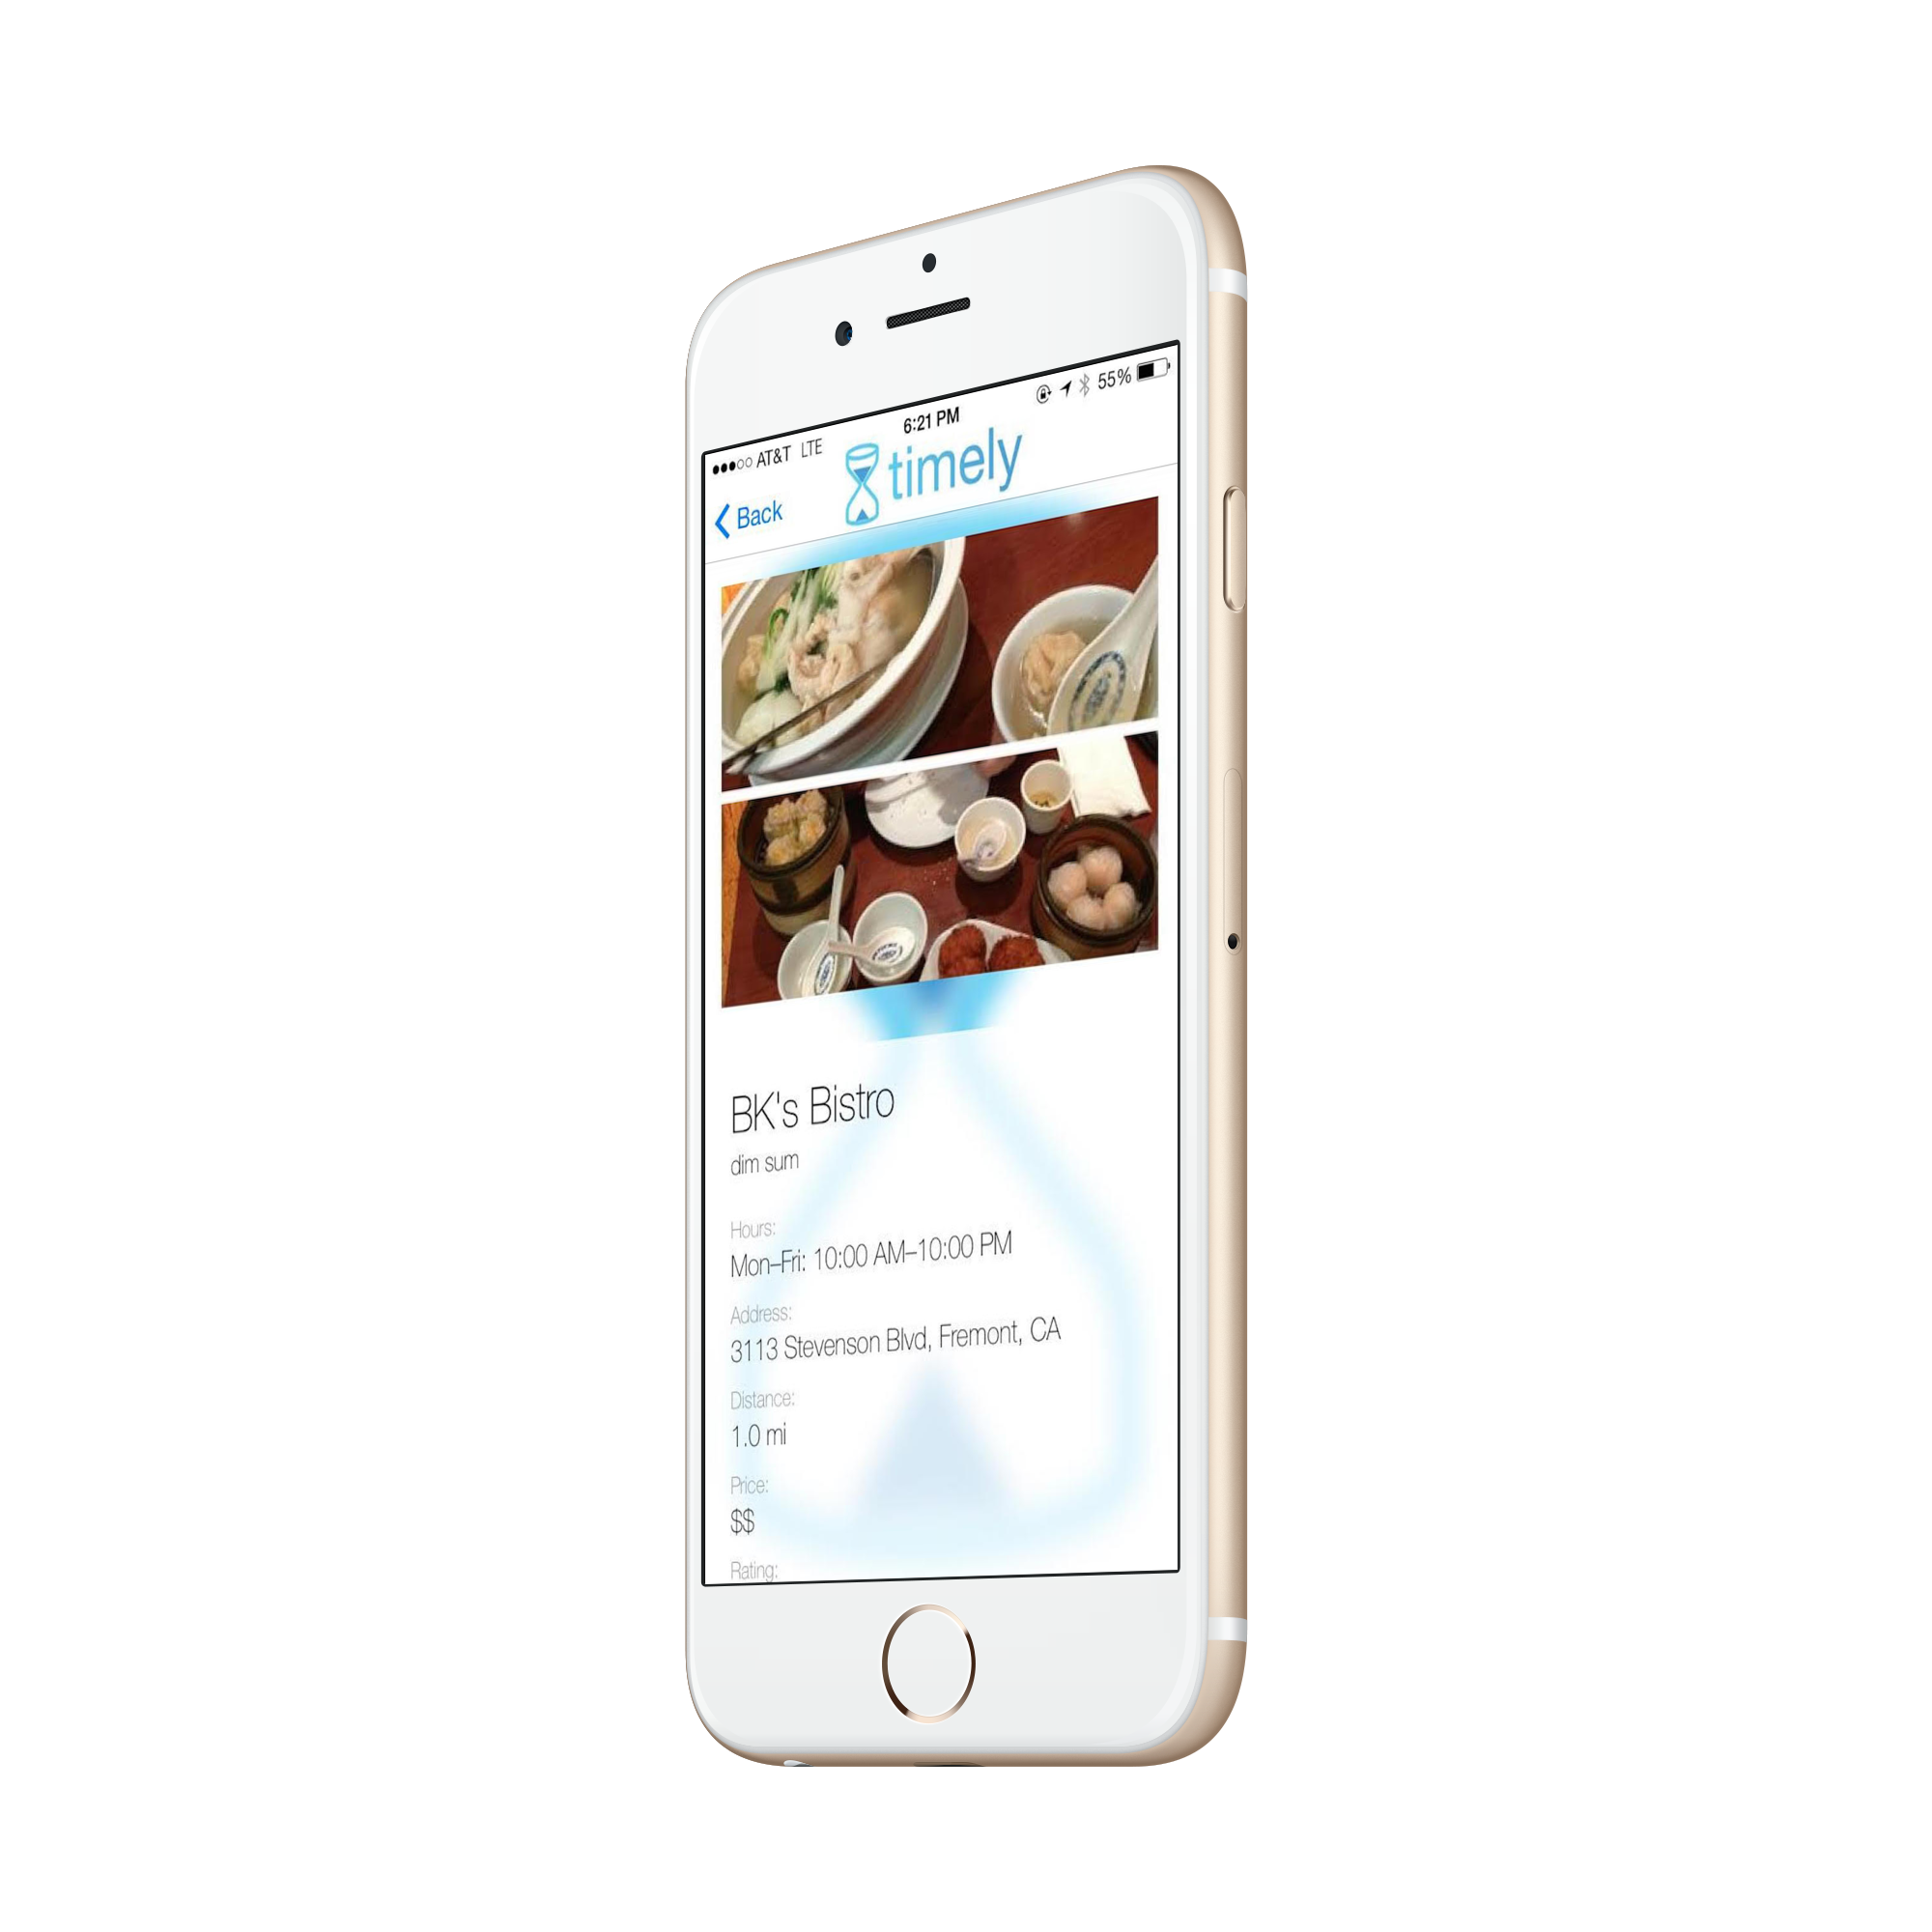 AT&T LTE 6:21 PM 55%
Back
timely
BK's Bistro
dim sum
Hours:
Mon–Fri: 10:00 AM–10:00 PM
Address:
3113 Stevenson Blvd, Fremont, CA
Distance:
1.0 mi
Price:
$$
Rating: